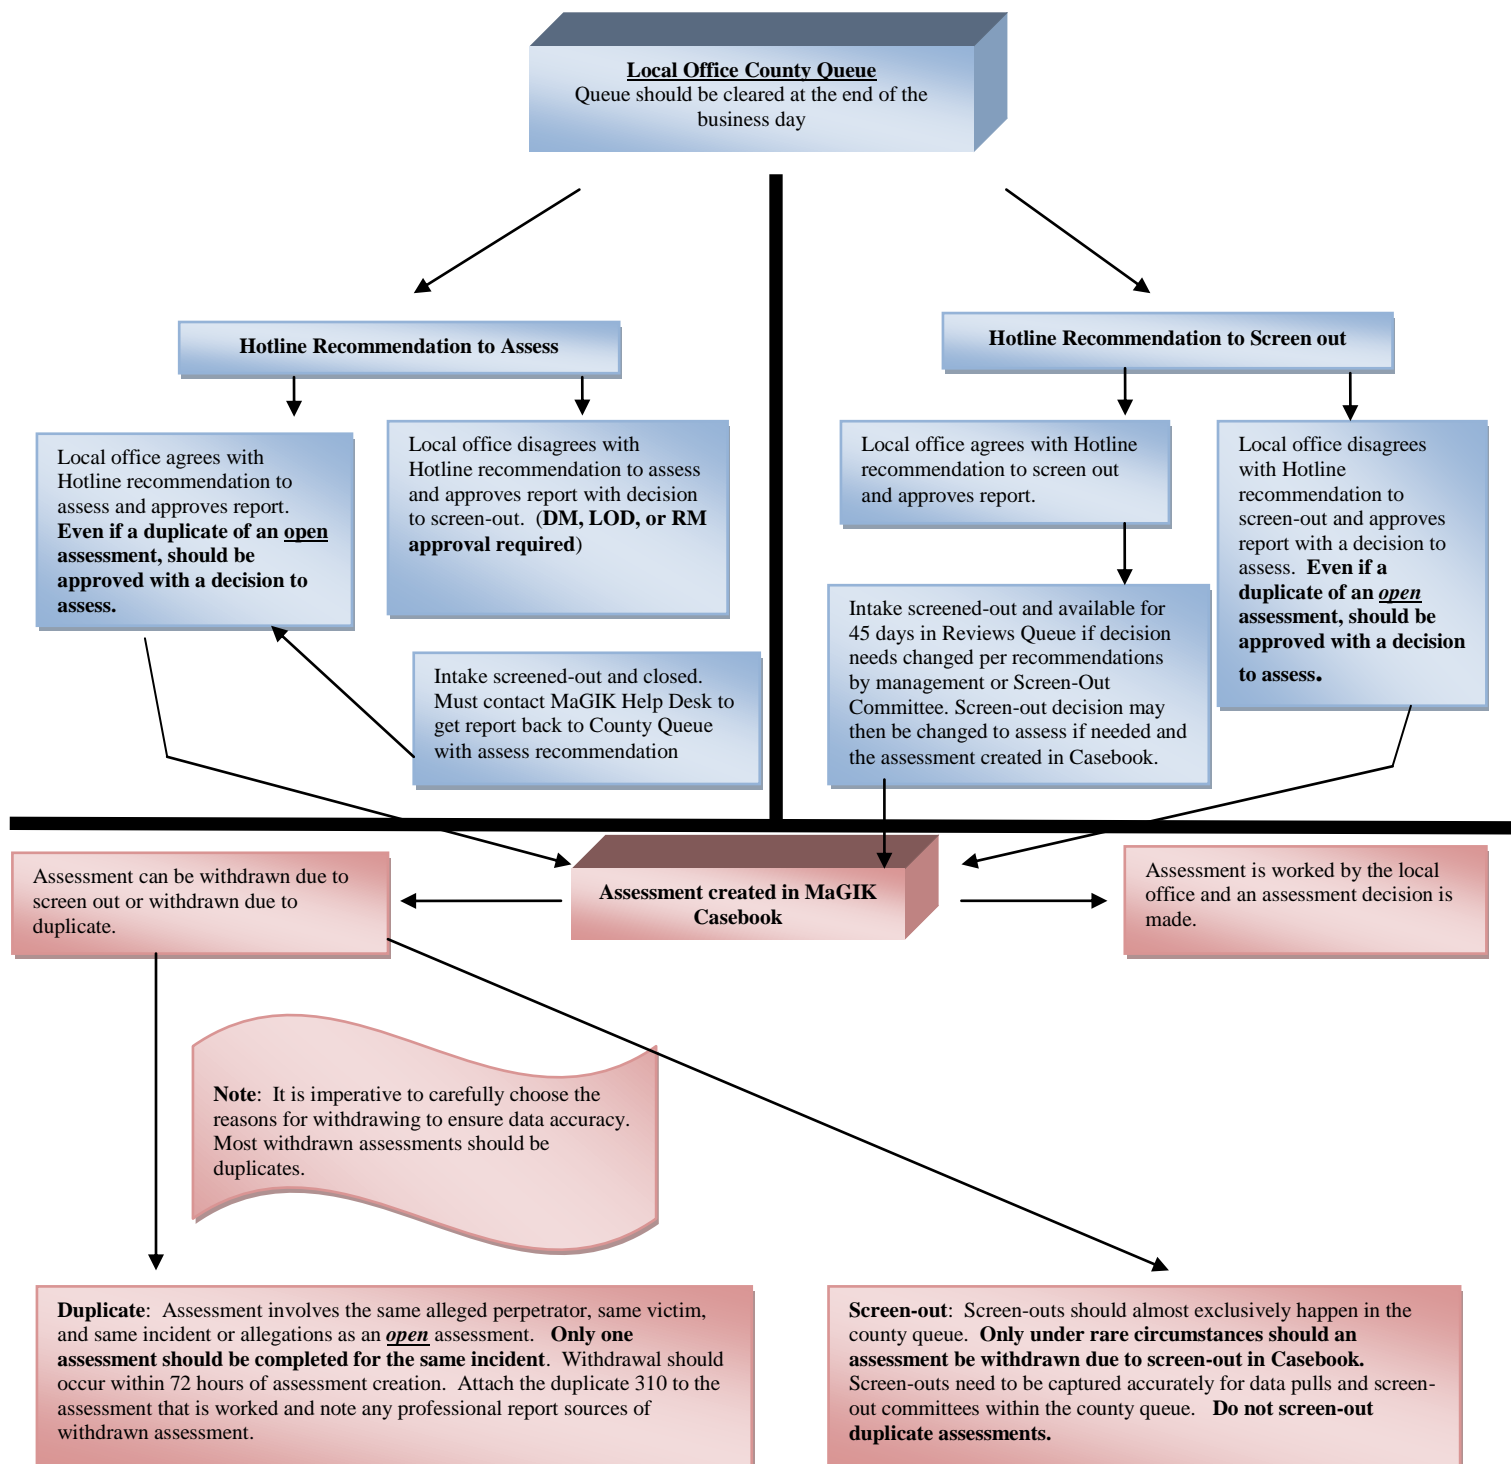 Local Office County Queue
Queue should be cleared at the end of the
business day
Hotline Recommendation to Assess
Hotline Recommendation to Screen out
Local office agrees with
Hotline recommendation to
assess and approves report.
Even if a duplicate of an open
assessment, should be
approved with a decision to
assess.
Local office disagrees with
Hotline recommendation to assess
and approves report with decision
to screen-out.  (DM, LOD, or RM
approval required)
Local office agrees with Hotline
recommendation to screen out
and approves report.
Local office disagrees
with Hotline
recommendation to
screen-out and approves
report with a decision to
assess.  Even if a
duplicate of an open
assessment, should be
approved with a decision
to assess.
Intake screened-out and closed.
Must contact MaGIK Help Desk to
get report back to County Queue
with assess recommendation
Intake screened-out and available for
45 days in Reviews Queue if decision
needs changed per recommendations
by management or Screen-Out
Committee. Screen-out decision may
then be changed to assess if needed and
the assessment created in Casebook.
Assessment can be withdrawn due to
screen out or withdrawn due to
duplicate.
Assessment created in MaGIK
Casebook
Assessment is worked by the local
office and an assessment decision is
made.
Note:  It is imperative to carefully choose the
reasons for withdrawing to ensure data accuracy.
Most withdrawn assessments should be
duplicates.
Duplicate:  Assessment involves the same alleged perpetrator, same victim,
and same incident or allegations as an open assessment.  Only one
assessment should be completed for the same incident.  Withdrawal should
occur within 72 hours of assessment creation.  Attach the duplicate 310 to the
assessment that is worked and note any professional report sources of
withdrawn assessment.
Screen-out:  Screen-outs should almost exclusively happen in the
county queue.  Only under rare circumstances should an
assessment be withdrawn due to screen-out in Casebook.
Screen-outs need to be captured accurately for data pulls and screen-
out committees within the county queue.  Do not screen-out
duplicate assessments.